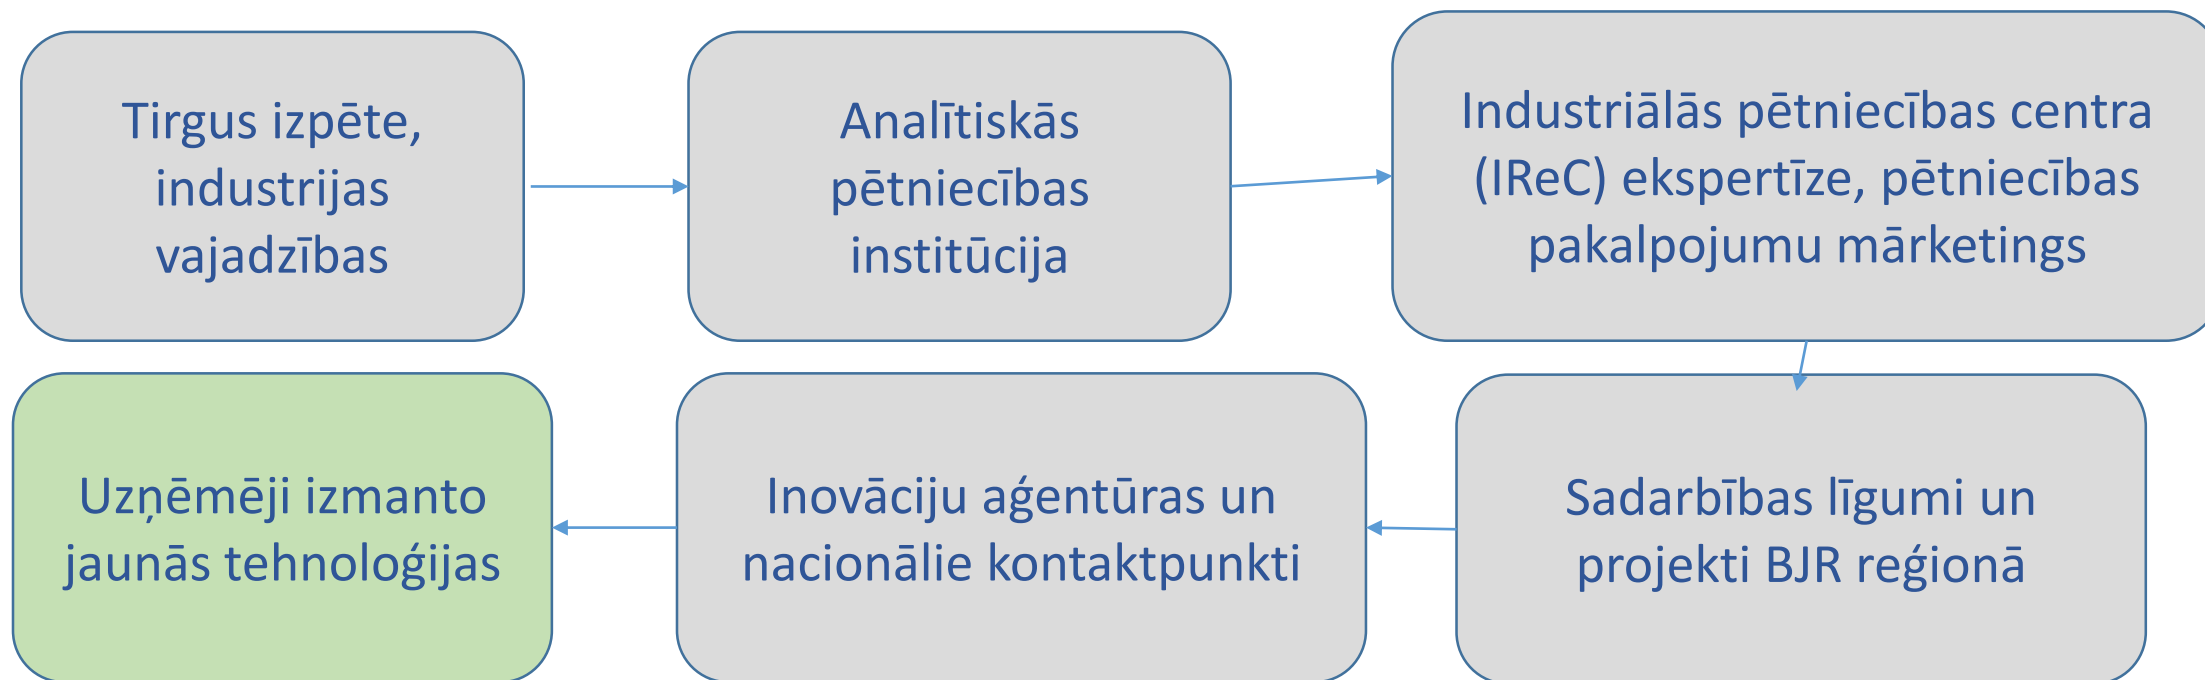 Tirgus izpēte,
industrijas
vajadzības
Analītiskās
pētniecības
institūcija
Industriālās pētniecības centra
(IReC) ekspertīze, pētniecības
pakalpojumu mārketings
Uzņēmēji izmanto
jaunās tehnoloģijas
Inovāciju aģentūras un
nacionālie kontaktpunkti
Sadarbības līgumi un
projekti BJR reģionā